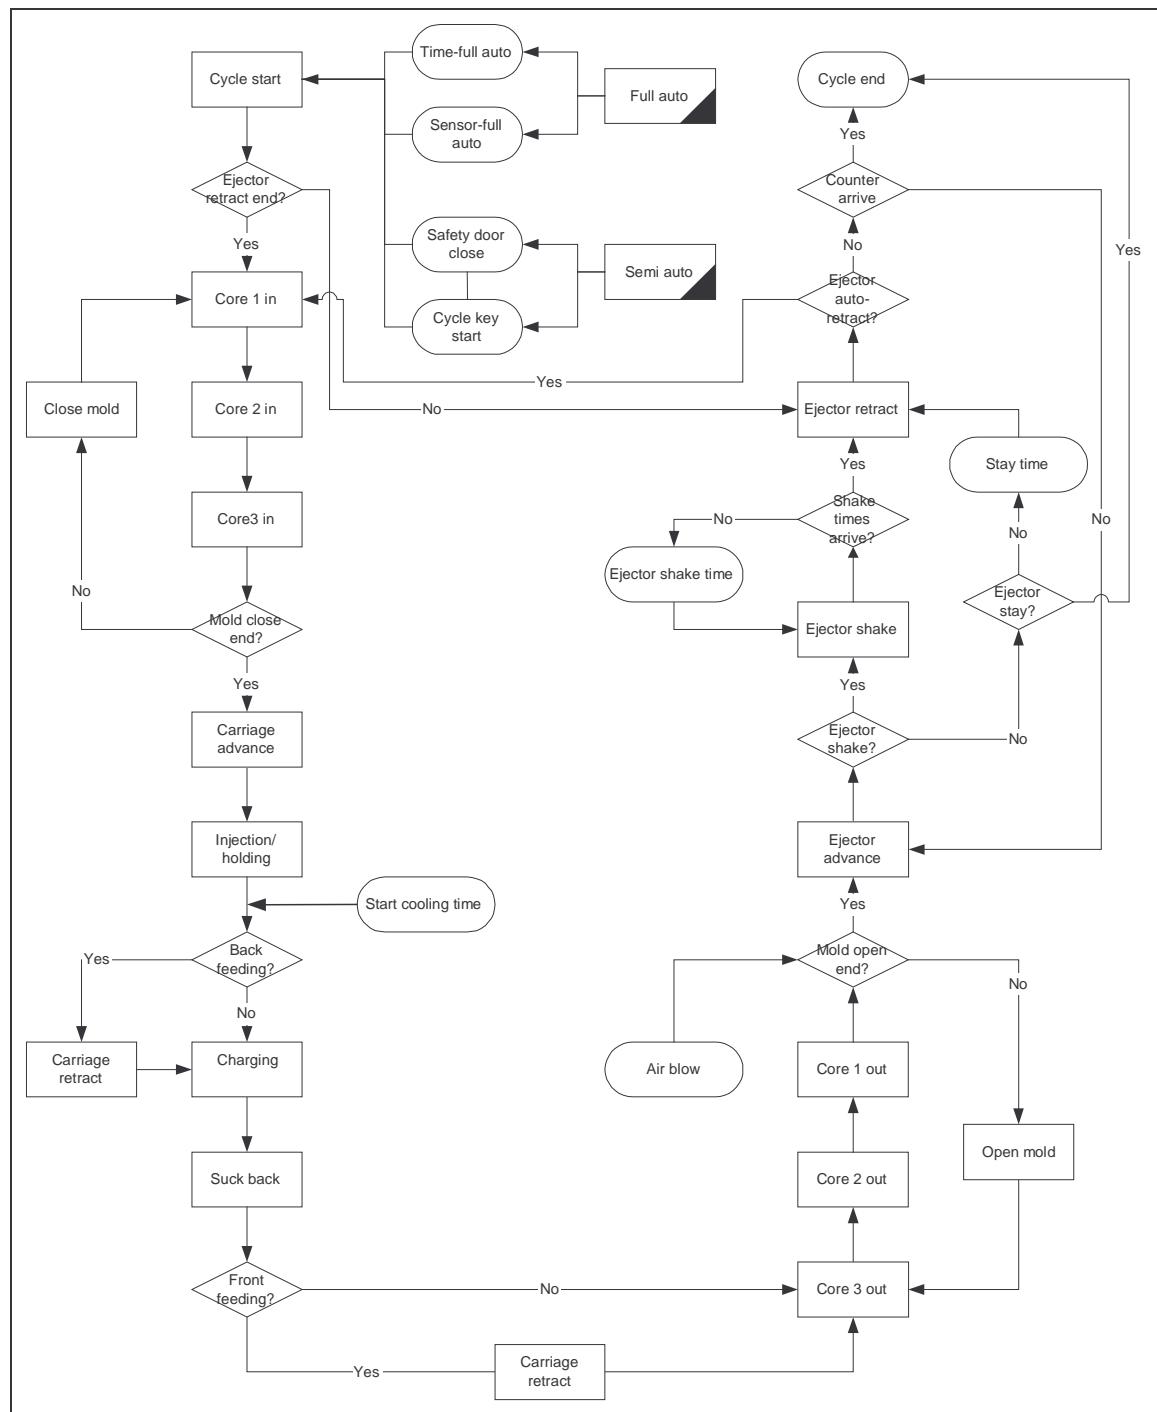 Time-full auto
Cycle start
Full auto
Cycle end
Sensor-full
auto
Yes
Ejector
retract end?
Counter
arrive
Yes
Safety door
close
No
Yes
Core 1 in
Semi auto
Ejector
auto-
retract?
Cycle key
start
Yes
Close mold
Core 2 in
No
Ejector retract
Yes
Stay time
Core3 in
Shake
times
arrive?
No
No
No
Ejector shake time
No
Ejector
stay?
Mold close
end?
Ejector shake
Yes
Yes
Carriage
advance
Ejector
shake?
No
Injection/
holding
Ejector
advance
Start cooling time
Yes
Yes
Back
feeding?
Mold open
end?
No
No
Carriage
retract
Charging
Air blow
Core 1 out
Open mold
Suck back
Core 2 out
Front
feeding?
No
Core 3 out
Yes
Carriage
retract